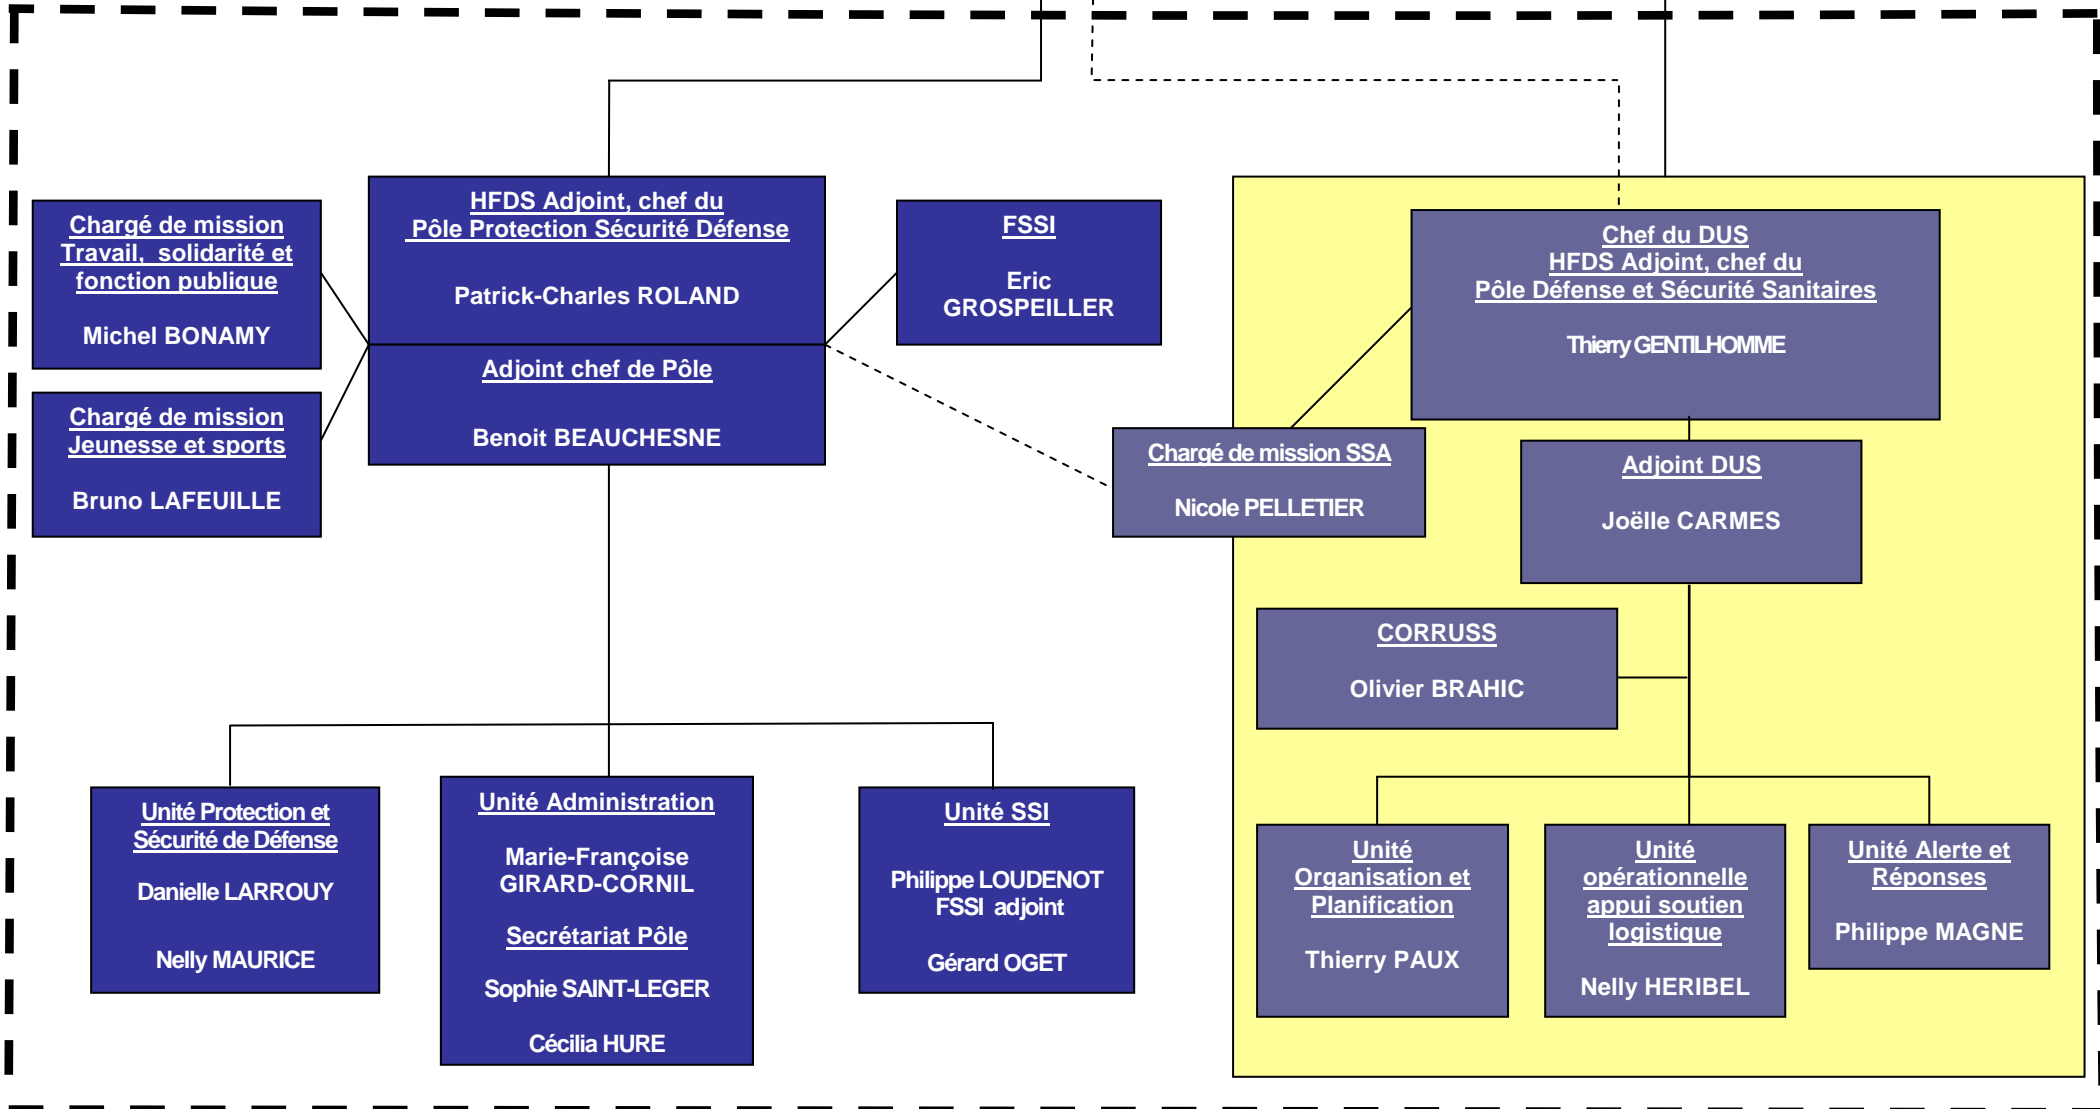 Chargé de mission
Travail, solidarité et
fonction publique
Michel BONAMY
Chargé de mission
Jeunesse et sports
Bruno LAFEUILLE
HFDS Adjoint, chef du
Pôle Protection Sécurité Défense
Patrick-Charles ROLAND
Adjoint chef de Pôle
Benoit BEAUCHESNE
FSSI
Eric
GROSPEILLER
Chef du DUS
HFDS Adjoint, chef du
Pôle Défense et Sécurité Sanitaires
Thierry GENTILHOMME
Chargé de mission SSA
Nicole PELLETIER
Adjoint DUS
Joëlle CARMES
CORRUSS
Olivier BRAHIC
Unité Protection et
Sécurité de Défense
Danielle LARROUY
Nelly MAURICE
Unité Administration
Marie-Françoise
GIRARD-CORNIL
Secrétariat Pôle
Sophie SAINT-LEGER
Cécilia HURE
Unité SSI
Philippe LOUDENOT
FSSI adjoint
Gérard OGET
Unité
Organisation et
Planification
Thierry PAUX
Unité
opérationnelle
appui soutien
logistique
Nelly HERIBEL
Unité Alerte et
Réponses
Philippe MAGNE